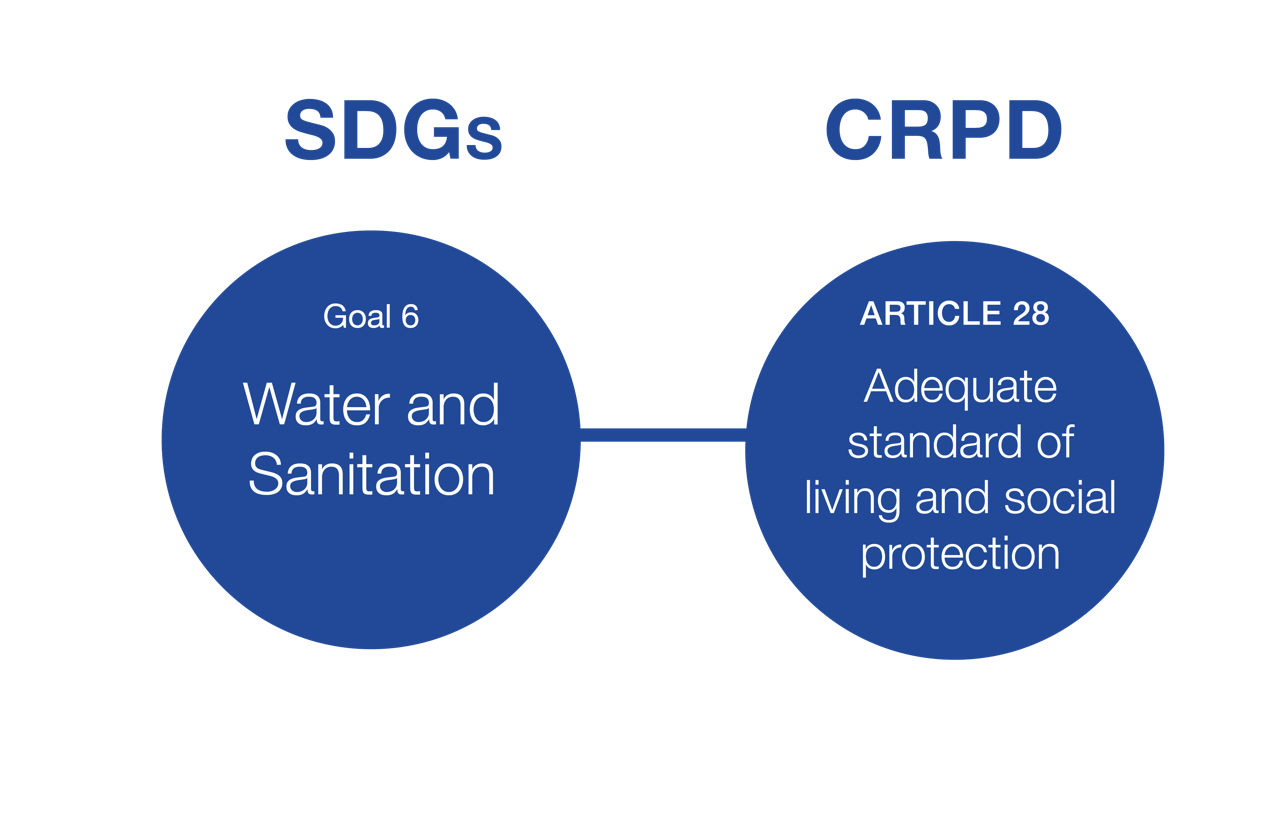 SDGs
CRPD
Goal 6
Water and
Sanitation
ARTICLE 28
Adequate
standard of
living and social
protection